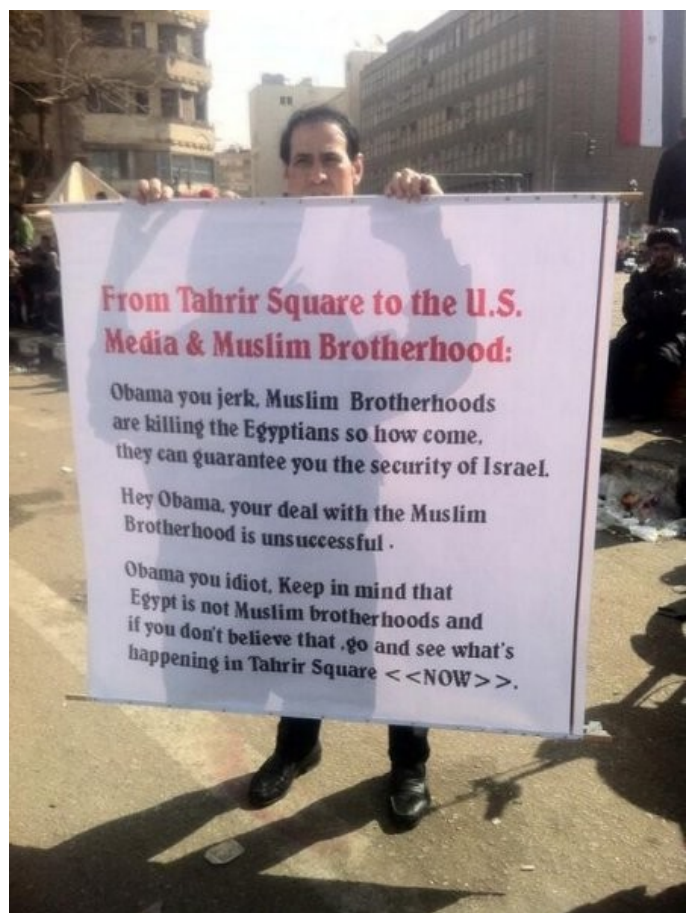 From Tahrir Square to the U.S.
Media & Muslim Brotherhood:
Obama you jerk, Muslim Brotherhoods
are killing the Egyptians so how come,
they can guarantee you the security of Israel.
Hey Obama, your deal with the Muslim
Brotherhood is unsuccessful .
Obama you idiot, Keep in mind that
Egypt is not Muslim brotherhoods and
if you don't believe that ,go and see what's
happening in Tahrir Square <<NOW>>.